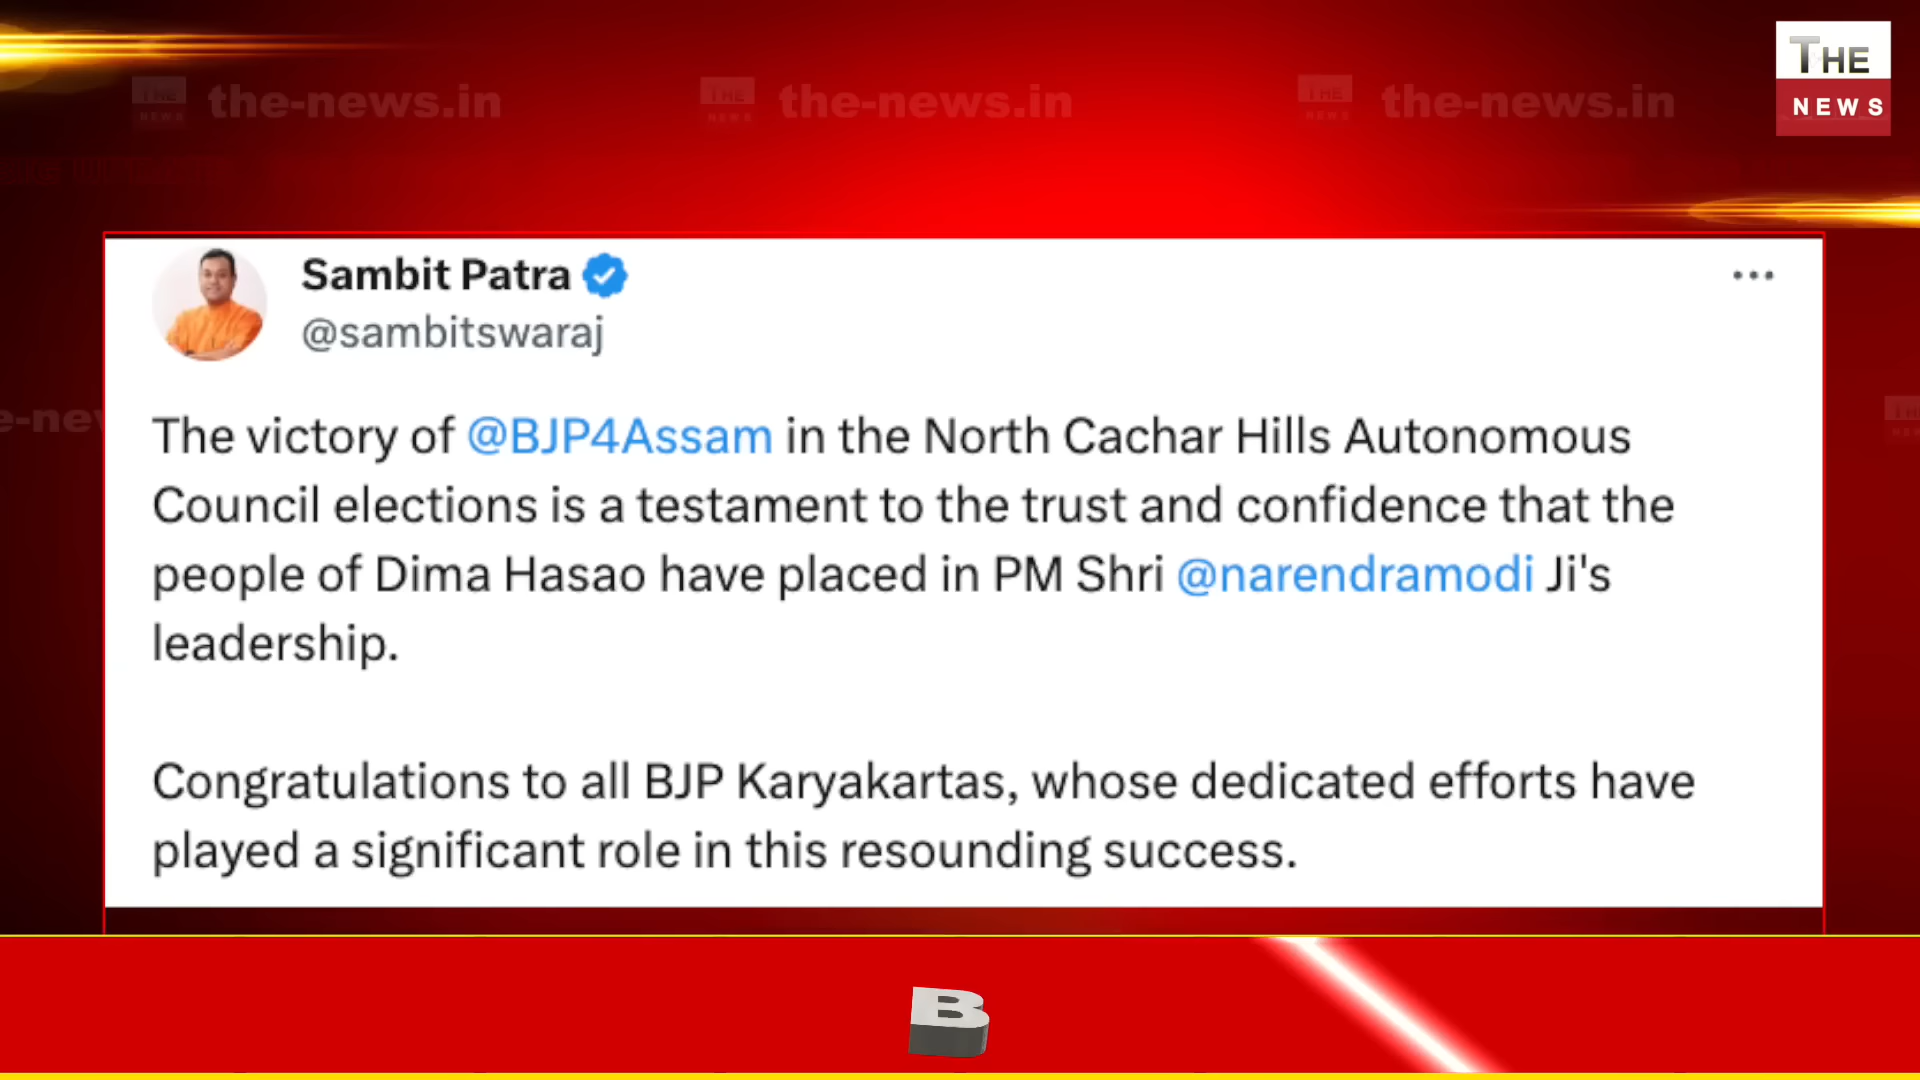 THE
NEWS
the-news.in
the-news.in
the-news.in
Sambit Patra
@sambitswaraj
The victory of @BJP4Assam in the North Cachar Hills Autonomous
Council elections is a testament to the trust and confidence that the
people of Dima Hasao have placed in PM Shri @narendramodi Ji's
leadership.
Congratulations to all BJP Karyakartas, whose dedicated efforts have
played a significant role in this resounding success.
B